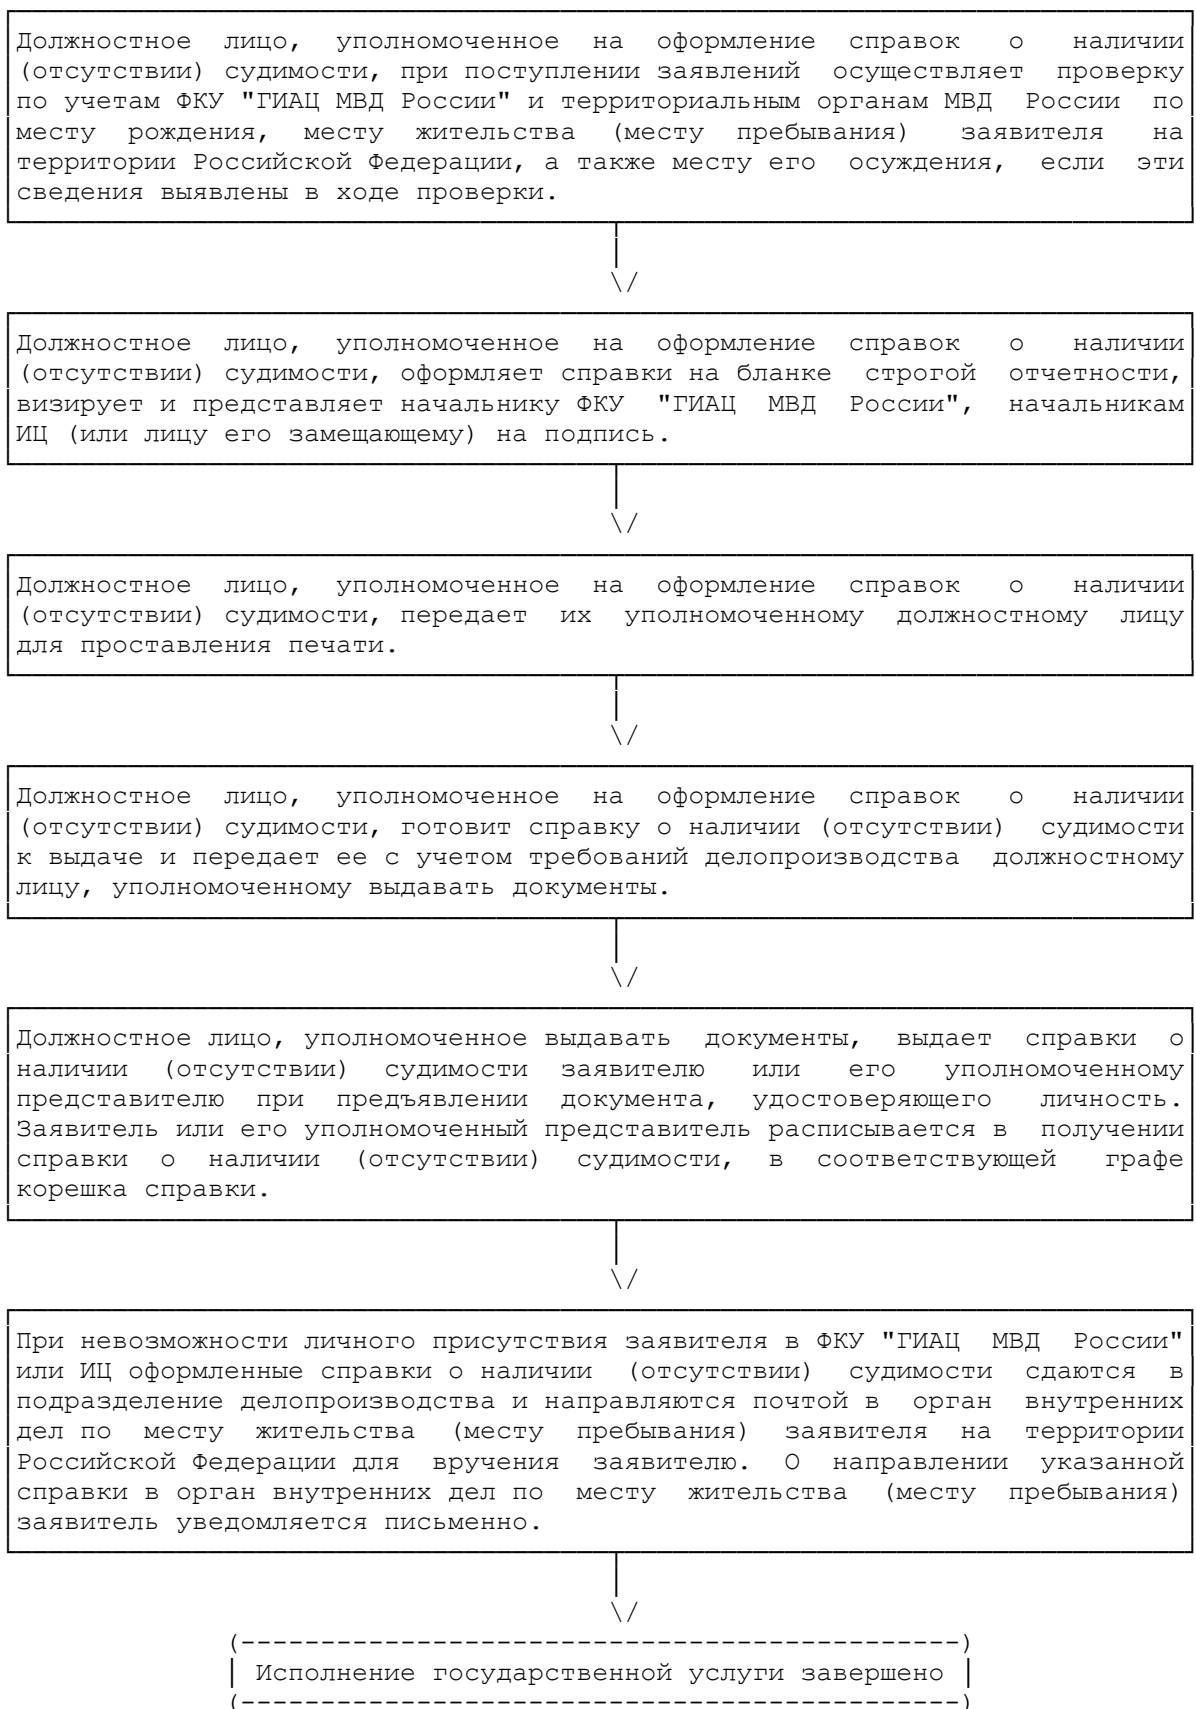 Должностное лицо, уполномоченное на оформление справок о наличии
(отсутствии) судимости, при поступлении заявлений осуществляет проверку
по учетам ФКУ "ГИАЦ МВД России" и территориальным органам МВД России по
месту рождения, месту жительства (месту пребывания) заявителя на
территории Российской Федерации, а также месту его осуждения, если эти
сведения выявлены в ходе проверки.
Должностное лицо, уполномоченное на оформление справок о наличии
(отсутствии) судимости, оформляет справки на бланке строгой отчетности,
визирует и представляет начальнику ФКУ "ГИАЦ МВД России", начальникам
ИЦ (или лицу его замещающему) на подпись.
Должностное лицо, уполномоченное на оформление справок о наличии
(отсутствии) судимости, передает их уполномоченному должностному лицу
для проставления печати.
Должностное лицо, уполномоченное на оформление справок о наличии
(отсутствии) судимости, готовит справку о наличии (отсутствии) судимости
к выдаче и передает ее с учетом требований делопроизводства должностному
лицу, уполномоченному выдавать документы.
Должностное лицо, уполномоченное выдавать документы, выдает справки о
наличии (отсутствии) судимости заявителю или его уполномоченному
представителю при предъявлении документа, удостоверяющего личность.
Заявитель или его уполномоченный представитель расписывается в получении
справки о наличии (отсутствии) судимости, в соответствующей графе
корешка справки.
При невозможности личного присутствия заявителя в ФКУ "ГИАЦ МВД России"
или ИЦ оформленные справки о наличии (отсутствии) судимости сдаются в
подразделение делопроизводства и направляются почтой в орган внутренних
дел по месту жительства (месту пребывания) заявителя на территории
Российской Федерации для вручения заявителю. О направлении указанной
справки в орган внутренних дел по месту жительства (месту пребывания)
заявитель уведомляется письменно.
Исполнение государственной услуги завершено